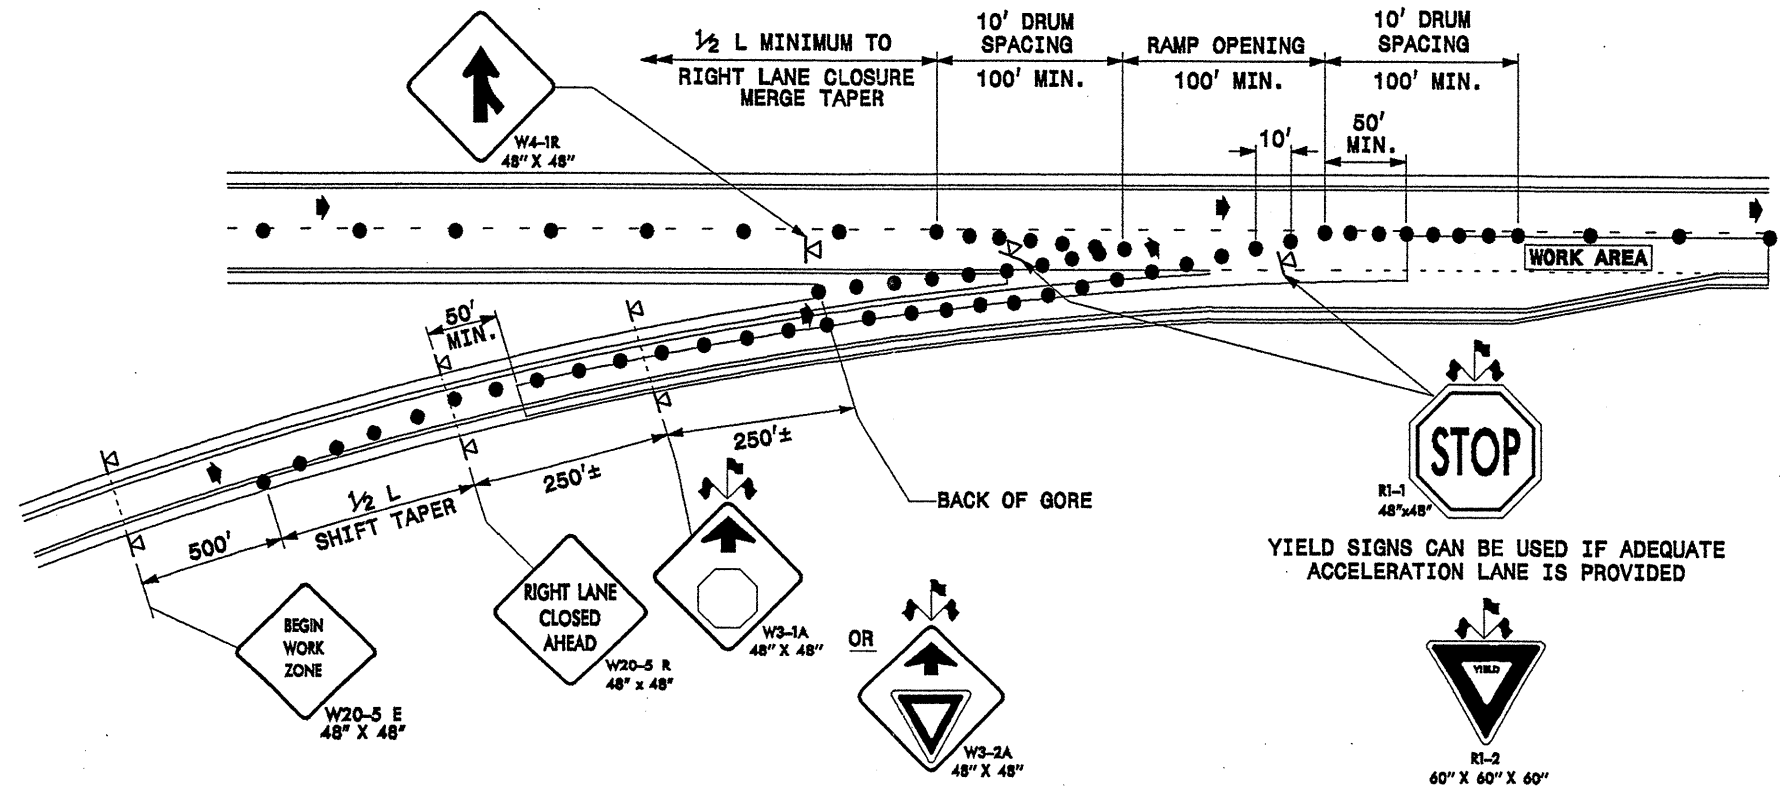 ½ L MINIMUM TO
RIGHT LANE CLOSURE
MERGE TAPER
10' DRUM
SPACING
100' MIN.
RAMP OPENING
100' MIN.
10' DRUM
SPACING
100' MIN.
W4-1R
48" X 48"
10'
50'
MIN.
WORK AREA
50'
MIN.
500'
½ L
SHIFT TAPER
250'±
250'±
BACK OF GORE
STOP
R1-1
48"x48"
YIELD SIGNS CAN BE USED IF ADEQUATE
ACCELERATION LANE IS PROVIDED
BEGIN
WORK
ZONE
W20-5 E
48" X 48"
RIGHT LANE
CLOSED
AHEAD
W20-5 R
48" x 48"
W3-1A
48" X 48"
OR
W3-2A
48" X 48"
YIELD
R1-2
60" X 60" X 60"